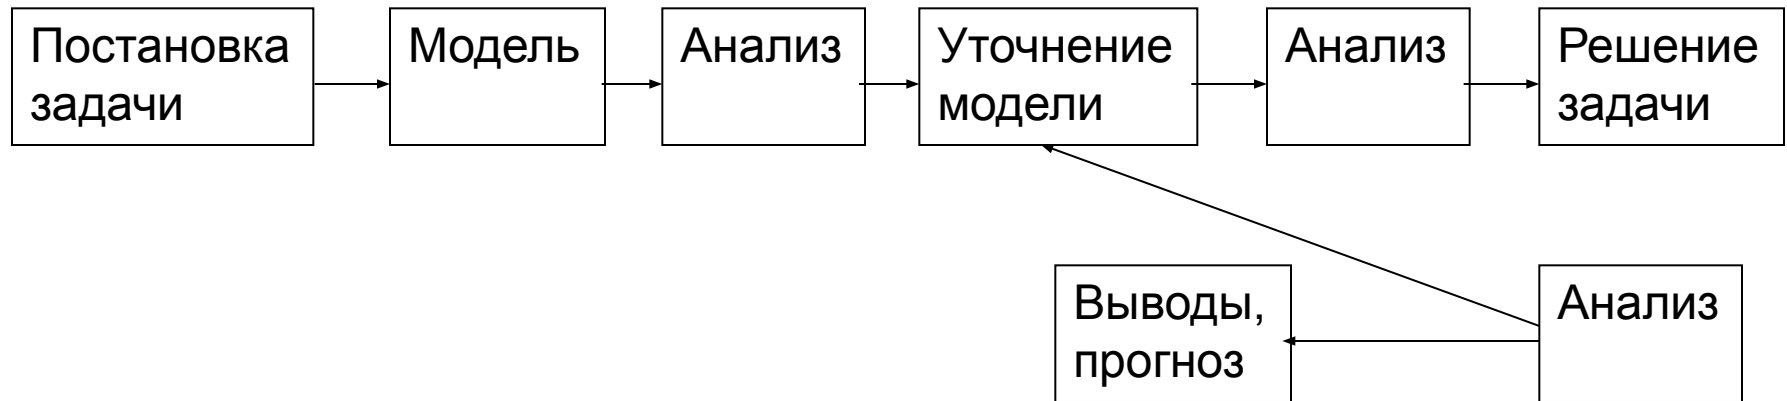 Постановка
задачи
Модель
Анализ
Уточнение
модели
Анализ
Решение
задачи
Выводы,
прогноз
Анализ